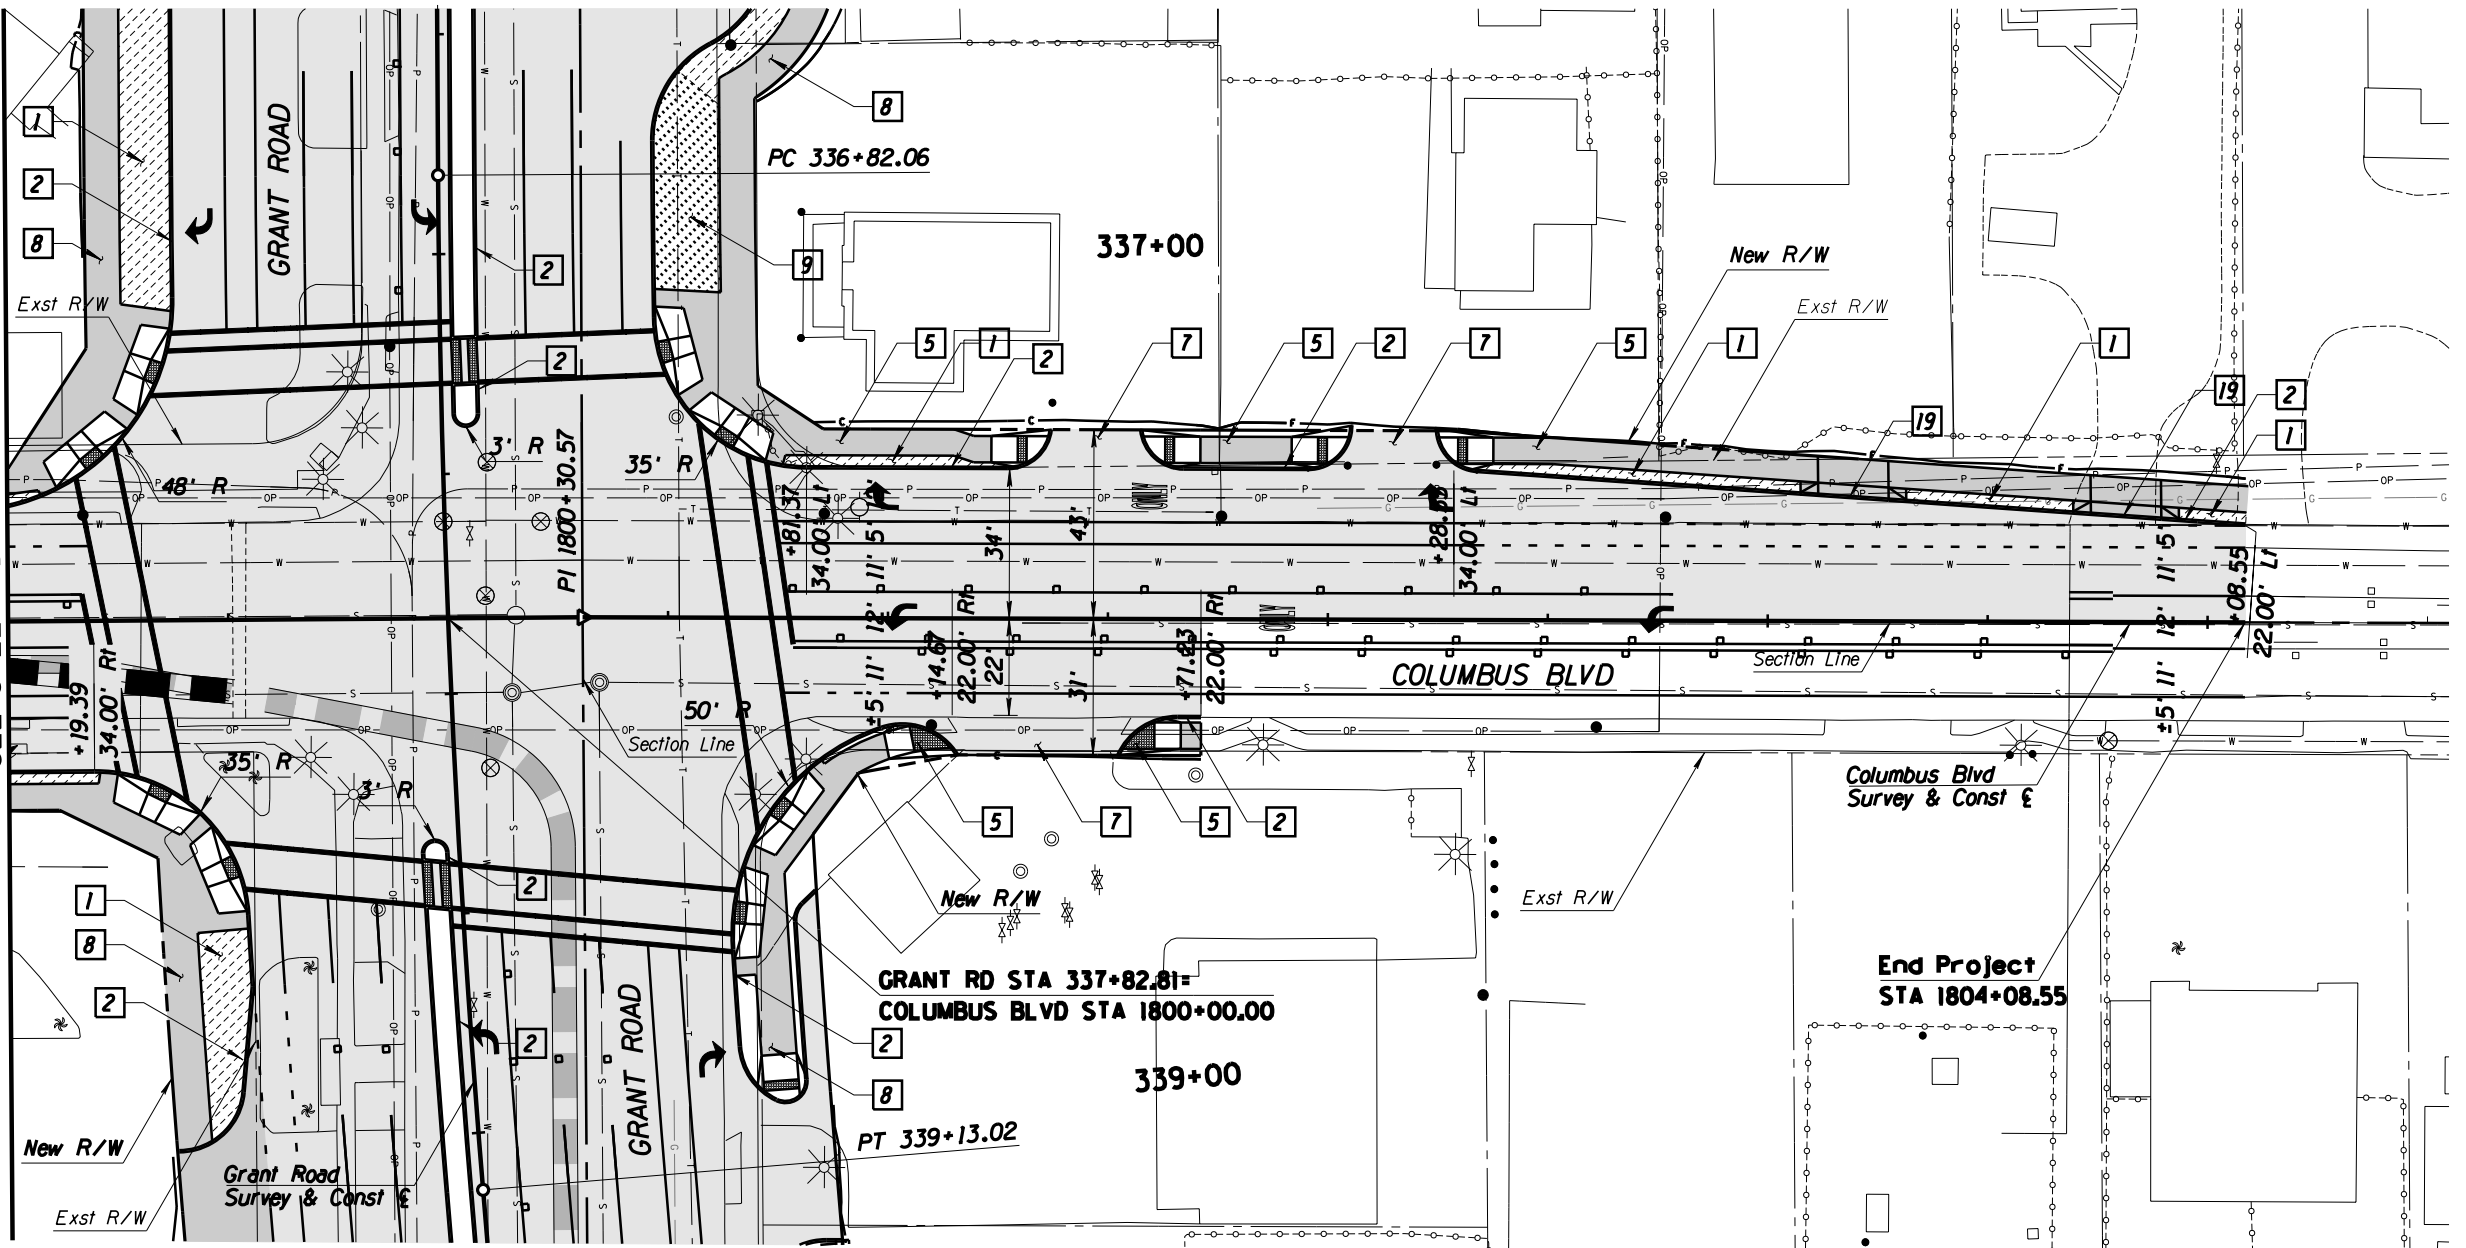 1
2
8
Exst R/W
GRANT ROAD
2
2
3' R
48' R
8
PC 336+82.06
9
337+00
New R/W
Exst R/W
5
1
2
7
5
2
7
5
1
1
19
19
2
1
35' R
PI 1800+30.57
+81.37
34.00' Lt
5'
11'
12'
11'
±5'
34'
43'
+28.55
34.00' Lt
ONLY
ONLY
+14.67
22.00' Rt
22'
31'
+71.23
22.00' Rt
5'
11'
12'
11'
±5'
+08.55
22.00' Lt
+19.39
34.00' Rt
COLUMBUS BLVD
Section Line
Section Line
50' R
35' R
3' R
5
7
5
2
Columbus Blvd
Survey & Const ℄
New R/W
Exst R/W
1
8
2
2
GRANT RD STA 337+82.81=
COLUMBUS BLVD STA 1800+00.00
End Project
STA 1804+08.55
2
2
8
GRANT ROAD
339+00
PT 339+13.02
New R/W
Grant Road
Survey & Const ℄
Exst R/W